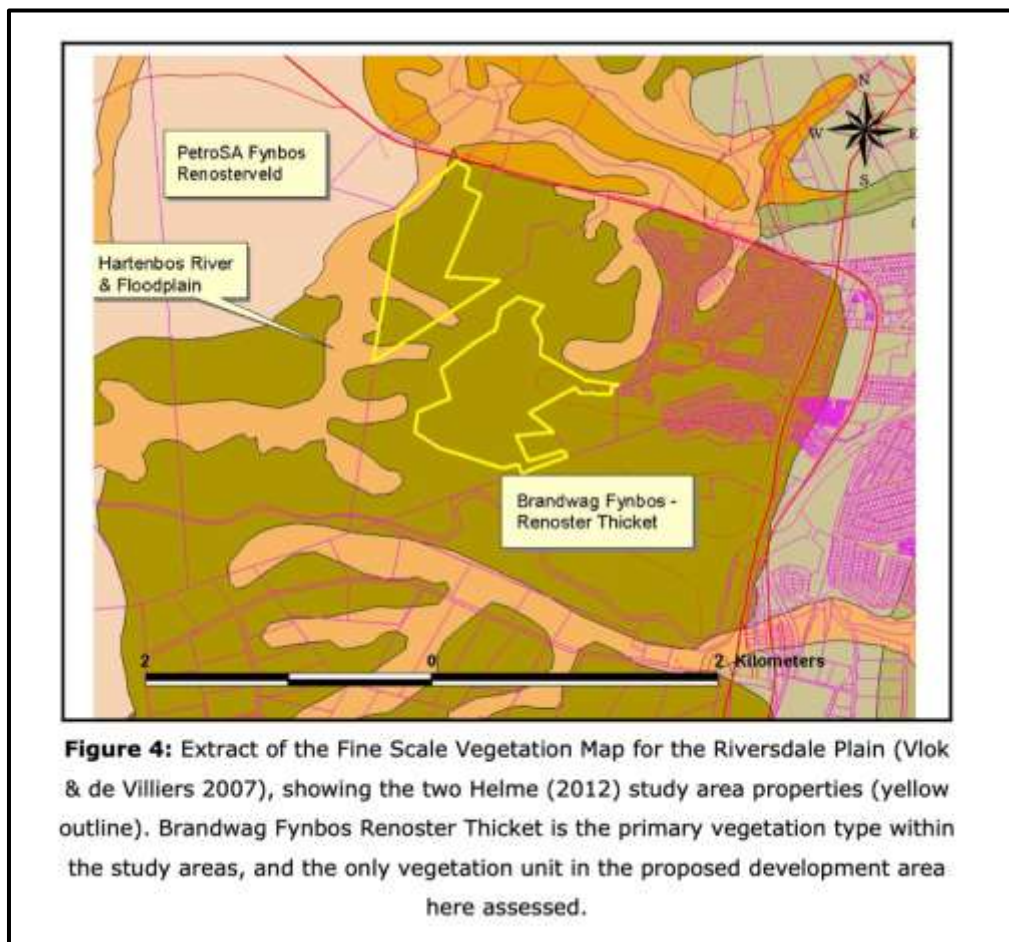 N
W E
S
PetroSA Fynbos
Renosterveld
Hartenbos River
& Floodplain
Brandwag Fynbos -
Renoster Thicket
2 0 2 Kilometers
Figure 4: Extract of the Fine Scale Vegetation Map for the Riversdale Plain (Vlok
& de Villiers 2007), showing the two Helme (2012) study area properties (yellow
outline). Brandwag Fynbos Renoster Thicket is the primary vegetation type within
the study areas, and the only vegetation unit in the proposed development area
here assessed.